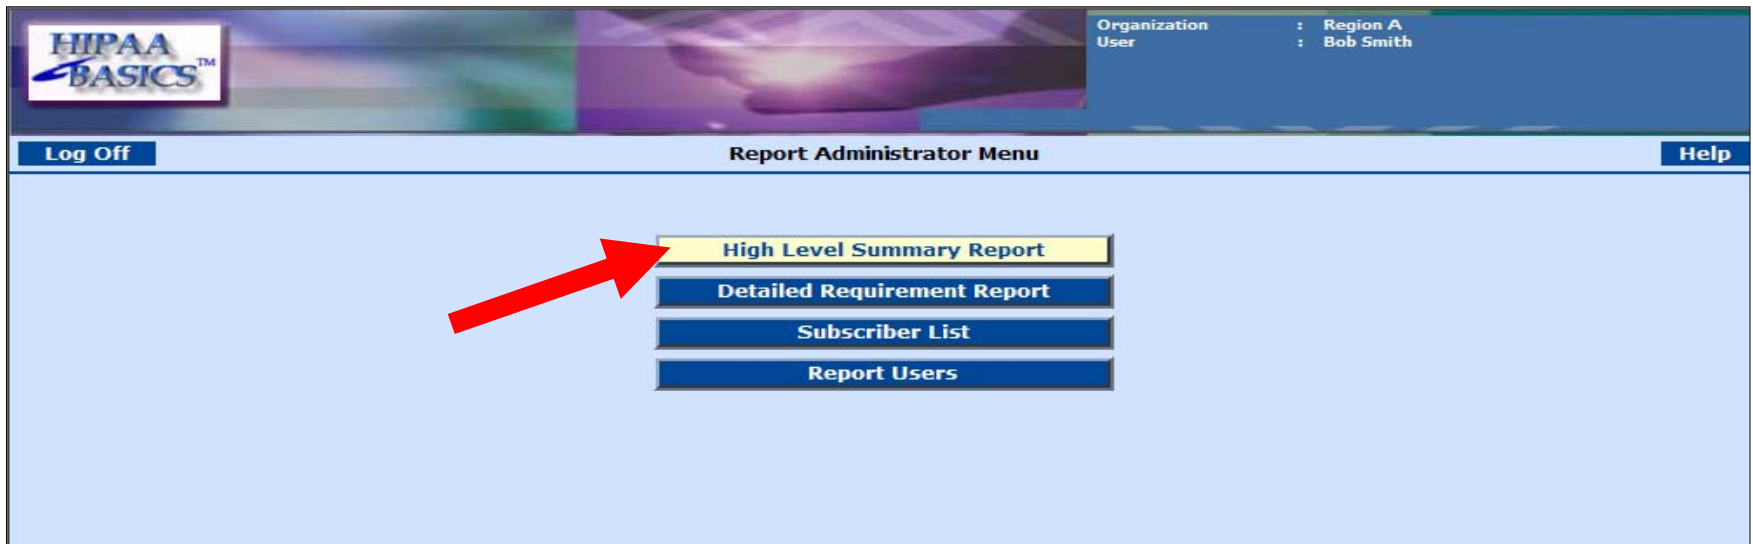 HIPAA
BASICS™
Organization : Region A
User : Bob Smith
Log Off
Report Administrator Menu
Help
High Level Summary Report
Detailed Requirement Report
Subscriber List
Report Users